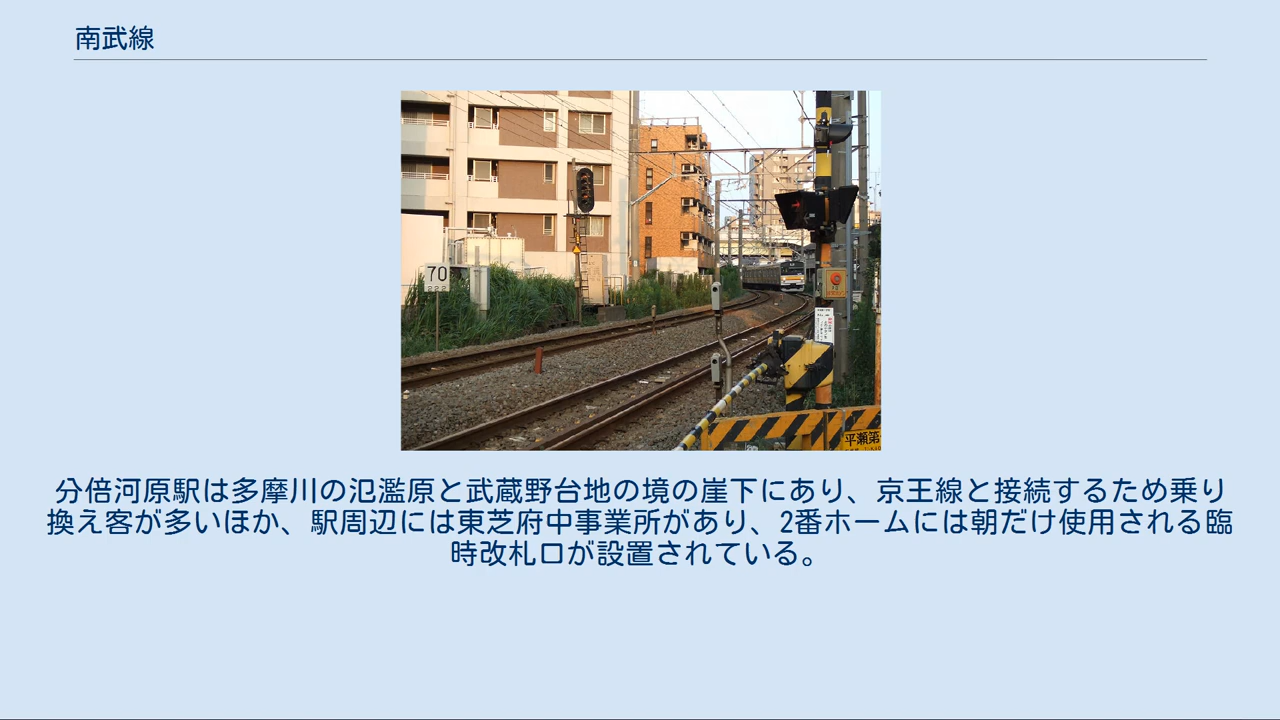 南武線
70
平瀬第
分倍河原駅は多摩川の氾濫原と武蔵野台地の境の崖下にあり、京王線と接続するため乗り
換え客が多いほか、駅周辺には東芝府中事業所があり、2番ホームには朝だけ使用される臨
時改札口が設置されている。